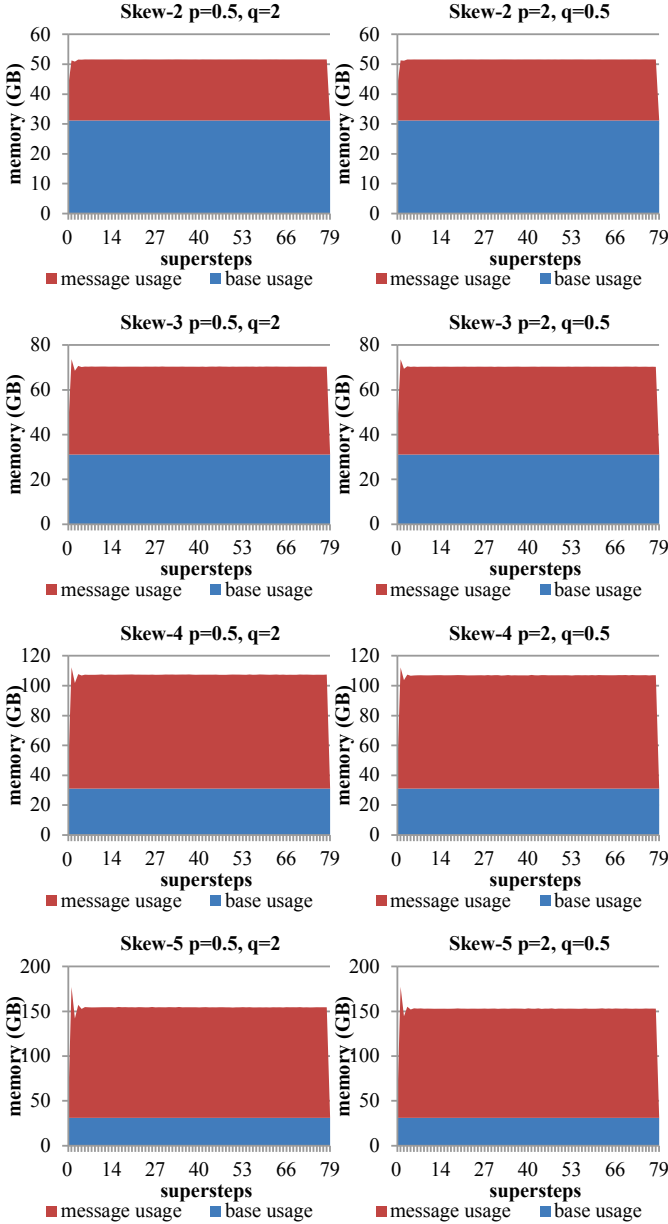 Skew-2 p=0.5, q=2
60
50
40
30
20
10
0
memory (GB)
0 14 27 40 53 66 79
supersteps
message usage base usage
Skew-2 p=2, q=0.5
60
50
40
30
20
10
0
memory (GB)
0 14 27 40 53 66 79
supersteps
message usage base usage
Skew-3 p=0.5, q=2
80
60
40
20
0
memory (GB)
0 14 27 40 53 66 79
supersteps
message usage base usage
Skew-3 p=2, q=0.5
80
60
40
20
0
memory (GB)
0 14 27 40 53 66 79
supersteps
message usage base usage
Skew-4 p=0.5, q=2
120
100
80
60
40
20
0
memory (GB)
0 14 27 40 53 66 79
supersteps
message usage base usage
Skew-4 p=2, q=0.5
120
100
80
60
40
20
0
memory (GB)
0 14 27 40 53 66 79
supersteps
message usage base usage
Skew-5 p=0.5, q=2
200
150
100
50
0
memory (GB)
0 14 27 40 53 66 79
supersteps
message usage base usage
Skew-5 p=2, q=0.5
200
150
100
50
0
memory (GB)
0 14 27 40 53 66 79
supersteps
message usage base usage